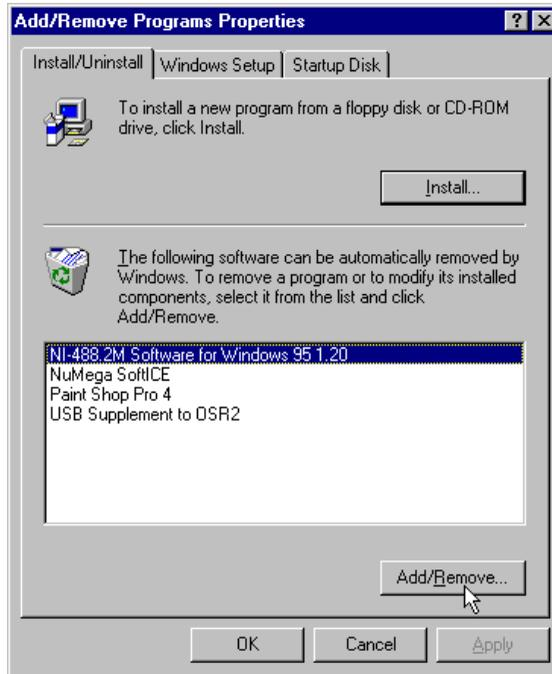 Add/Remove Programs Properties
Install/Uninstall
Windows Setup
Startup Disk
To install a new program from a floppy disk or CD-ROM
drive, click Install.
Install...
The following software can be automatically removed by
Windows. To remove a program or to modify its installed
components, select it from the list and click
Add/Remove.
NI-488.2M Software for Windows 95 1.20
NuMega SoftICE
Paint Shop Pro 4
USB Supplement to OSR2
Add/Remove...
OK
Cancel
Apply